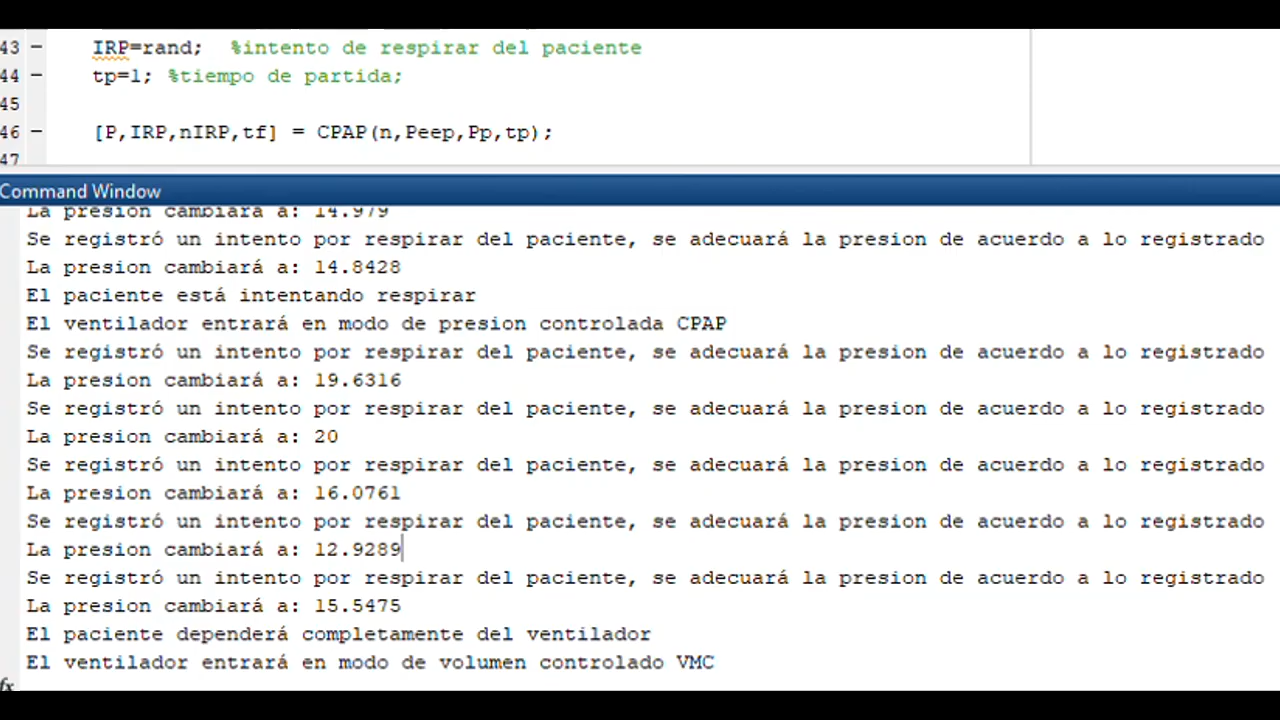 43 - IRP=rand; %intento de respirar del paciente
44 - tp=1; %tiempo de partida;
45
46 - [P,IRP,nIRP,tf] = CPAP(n,Peep,Pp,tp);
47
Command Window
La presion cambiará a: 14.979
Se registró un intento por respirar del paciente, se adecuará la presion de acuerdo a lo registrado
La presion cambiará a: 14.8428
El paciente está intentando respirar
El ventilador entrará en modo de presion controlada CPAP
Se registró un intento por respirar del paciente, se adecuará la presion de acuerdo a lo registrado
La presion cambiará a: 19.6316
Se registró un intento por respirar del paciente, se adecuará la presion de acuerdo a lo registrado
La presion cambiará a: 20
Se registró un intento por respirar del paciente, se adecuará la presion de acuerdo a lo registrado
La presion cambiará a: 16.0761
Se registró un intento por respirar del paciente, se adecuará la presion de acuerdo a lo registrado
La presion cambiará a: 12.9289
Se registró un intento por respirar del paciente, se adecuará la presion de acuerdo a lo registrado
La presion cambiará a: 15.5475
El paciente dependerá completamente del ventilador
El ventilador entrará en modo de volumen controlado VMC
fx